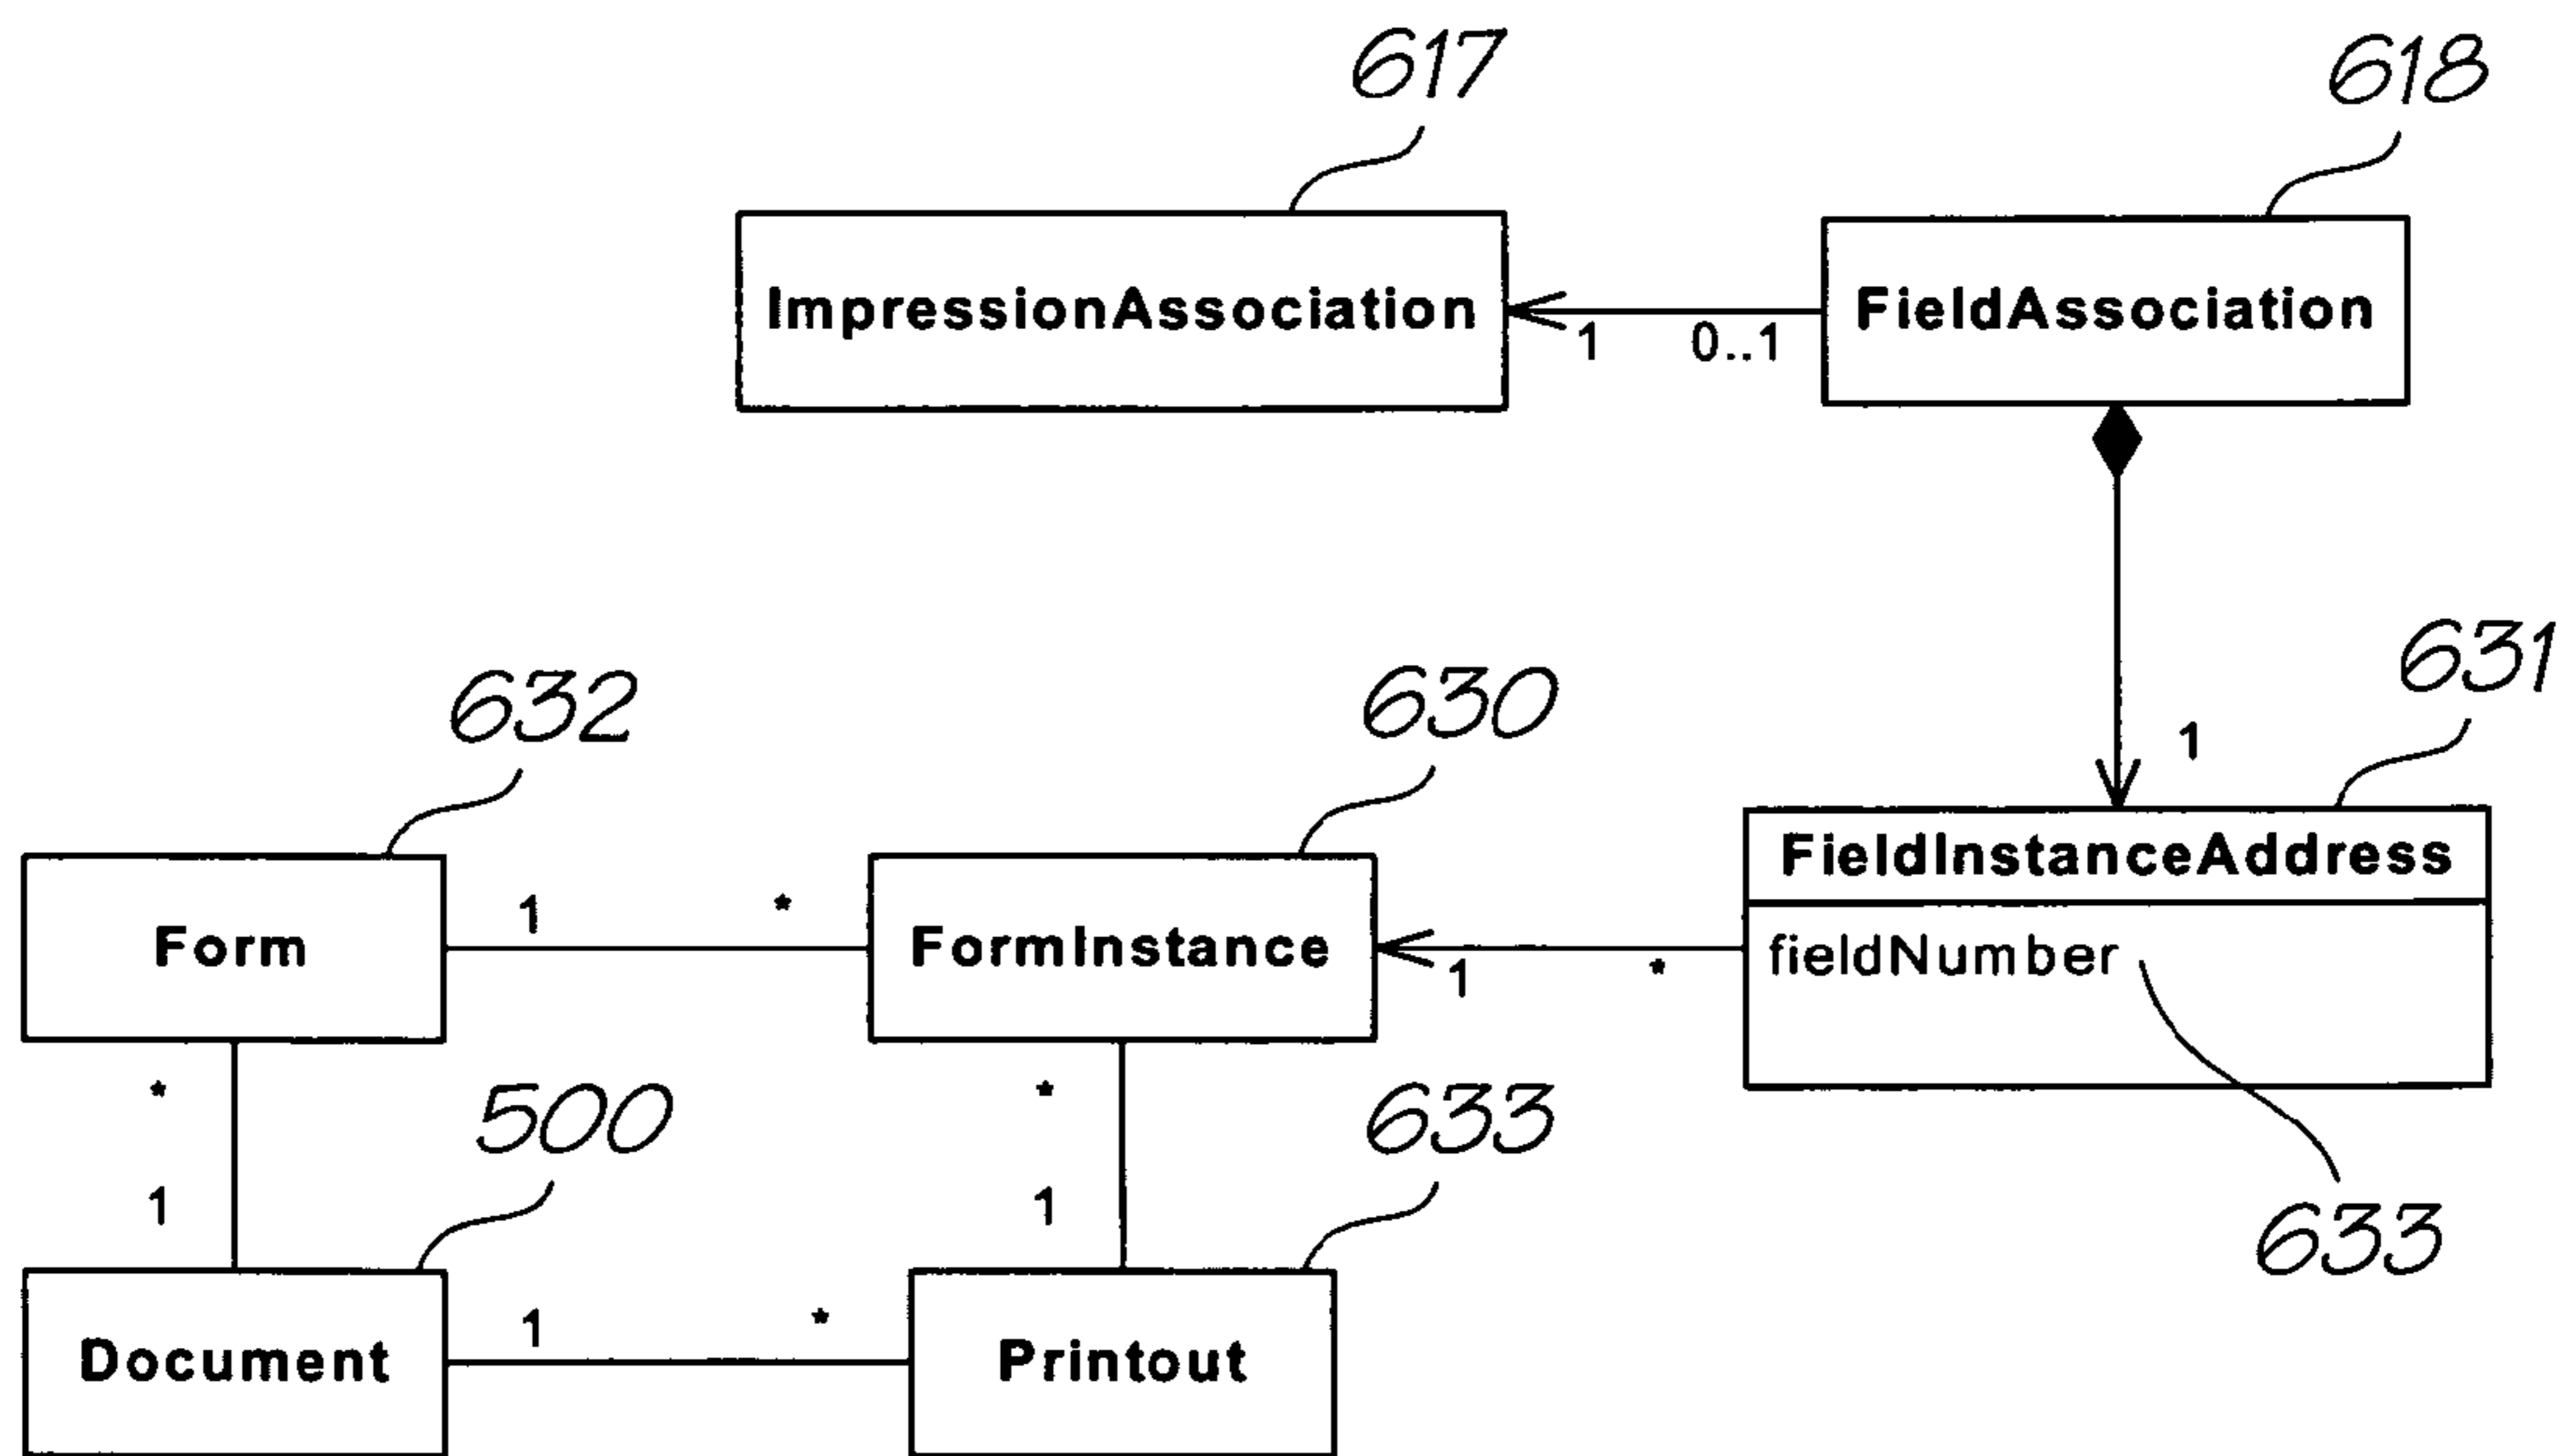 617
618
ImpressionAssociation
1
0..1
FieldAssociation
632
630
631
1
Form
1
*
FormInstance
1
*
FieldInstanceAddress
fieldNumber
*
*
500
633
633
1
1
Document
1
*
Printout